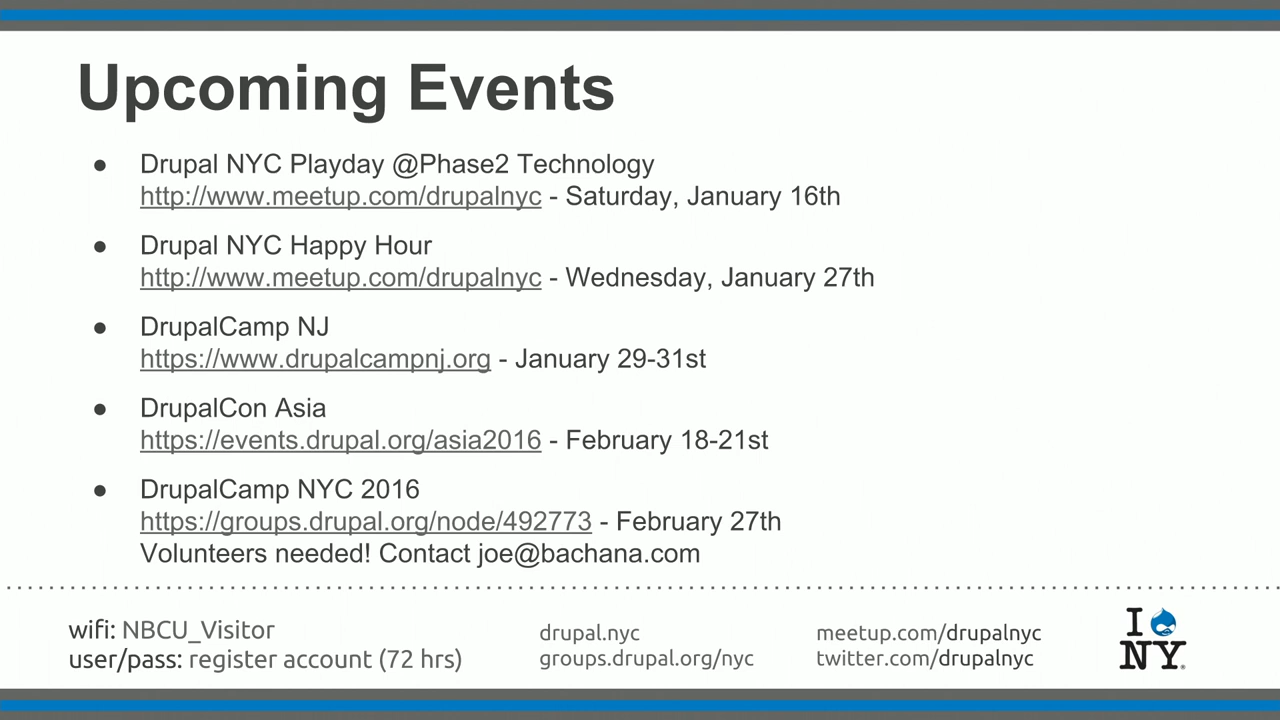 Upcoming Events
● Drupal NYC Playday @Phase2 Technology
http://www.meetup.com/drupalnyc - Saturday, January 16th
● Drupal NYC Happy Hour
http://www.meetup.com/drupalnyc - Wednesday, January 27th
● DrupalCamp NJ
https://www.drupalcampnj.org - January 29-31st
● DrupalCon Asia
https://events.drupal.org/asia2016 - February 18-21st
● DrupalCamp NYC 2016
https://groups.drupal.org/node/492773 - February 27th
Volunteers needed! Contact joe@bachana.com
wifi: NBCU_Visitor
user/pass: register account (72 hrs)
drupal.nyc
groups.drupal.org/nyc
meetup.com/drupalnyc
twitter.com/drupalnyc
I
NY®